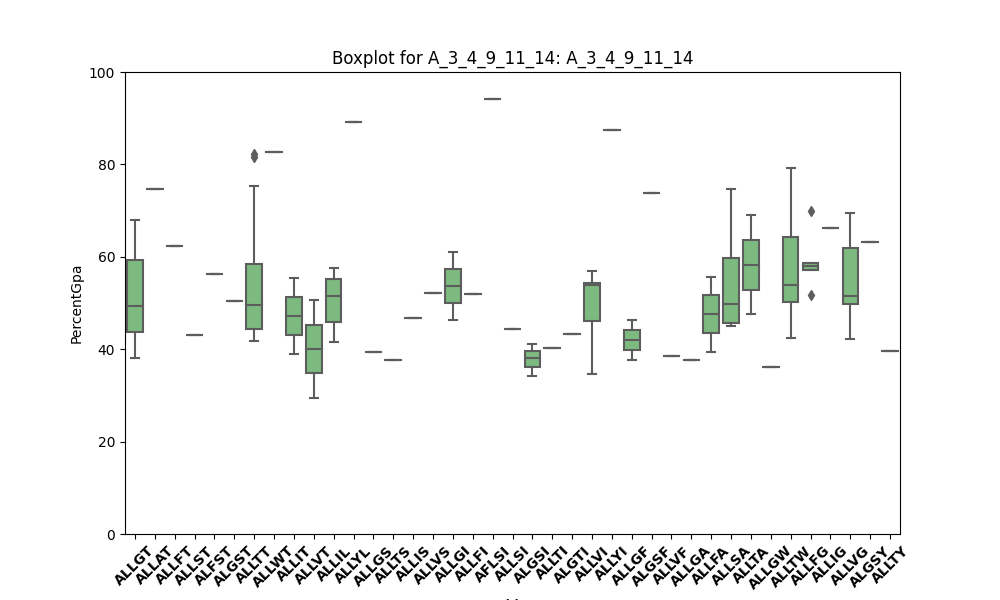 Boxplot for A_3_4_9_11_14: A_3_4_9_11_14
PercentGpa
100
80
60
40
20
0
ALLGT
ALLAT
ALLFT
ALLST
ALFST
ALGST
ALLTT
ALLWT
ALLIT
ALLVT
ALLIL
ALLYL
ALLGS
ALLTS
ALLIS
ALLVS
ALLGI
ALLFI
AFLSI
ALLSI
ALGSI
ALLTI
ALGTI
ALLVI
ALLYI
ALLGF
ALGSF
ALLVF
ALLGA
ALLFA
ALLSA
ALLTA
ALLGW
ALLTW
ALLFG
ALLIG
ALLVG
ALGSY
ALLTY